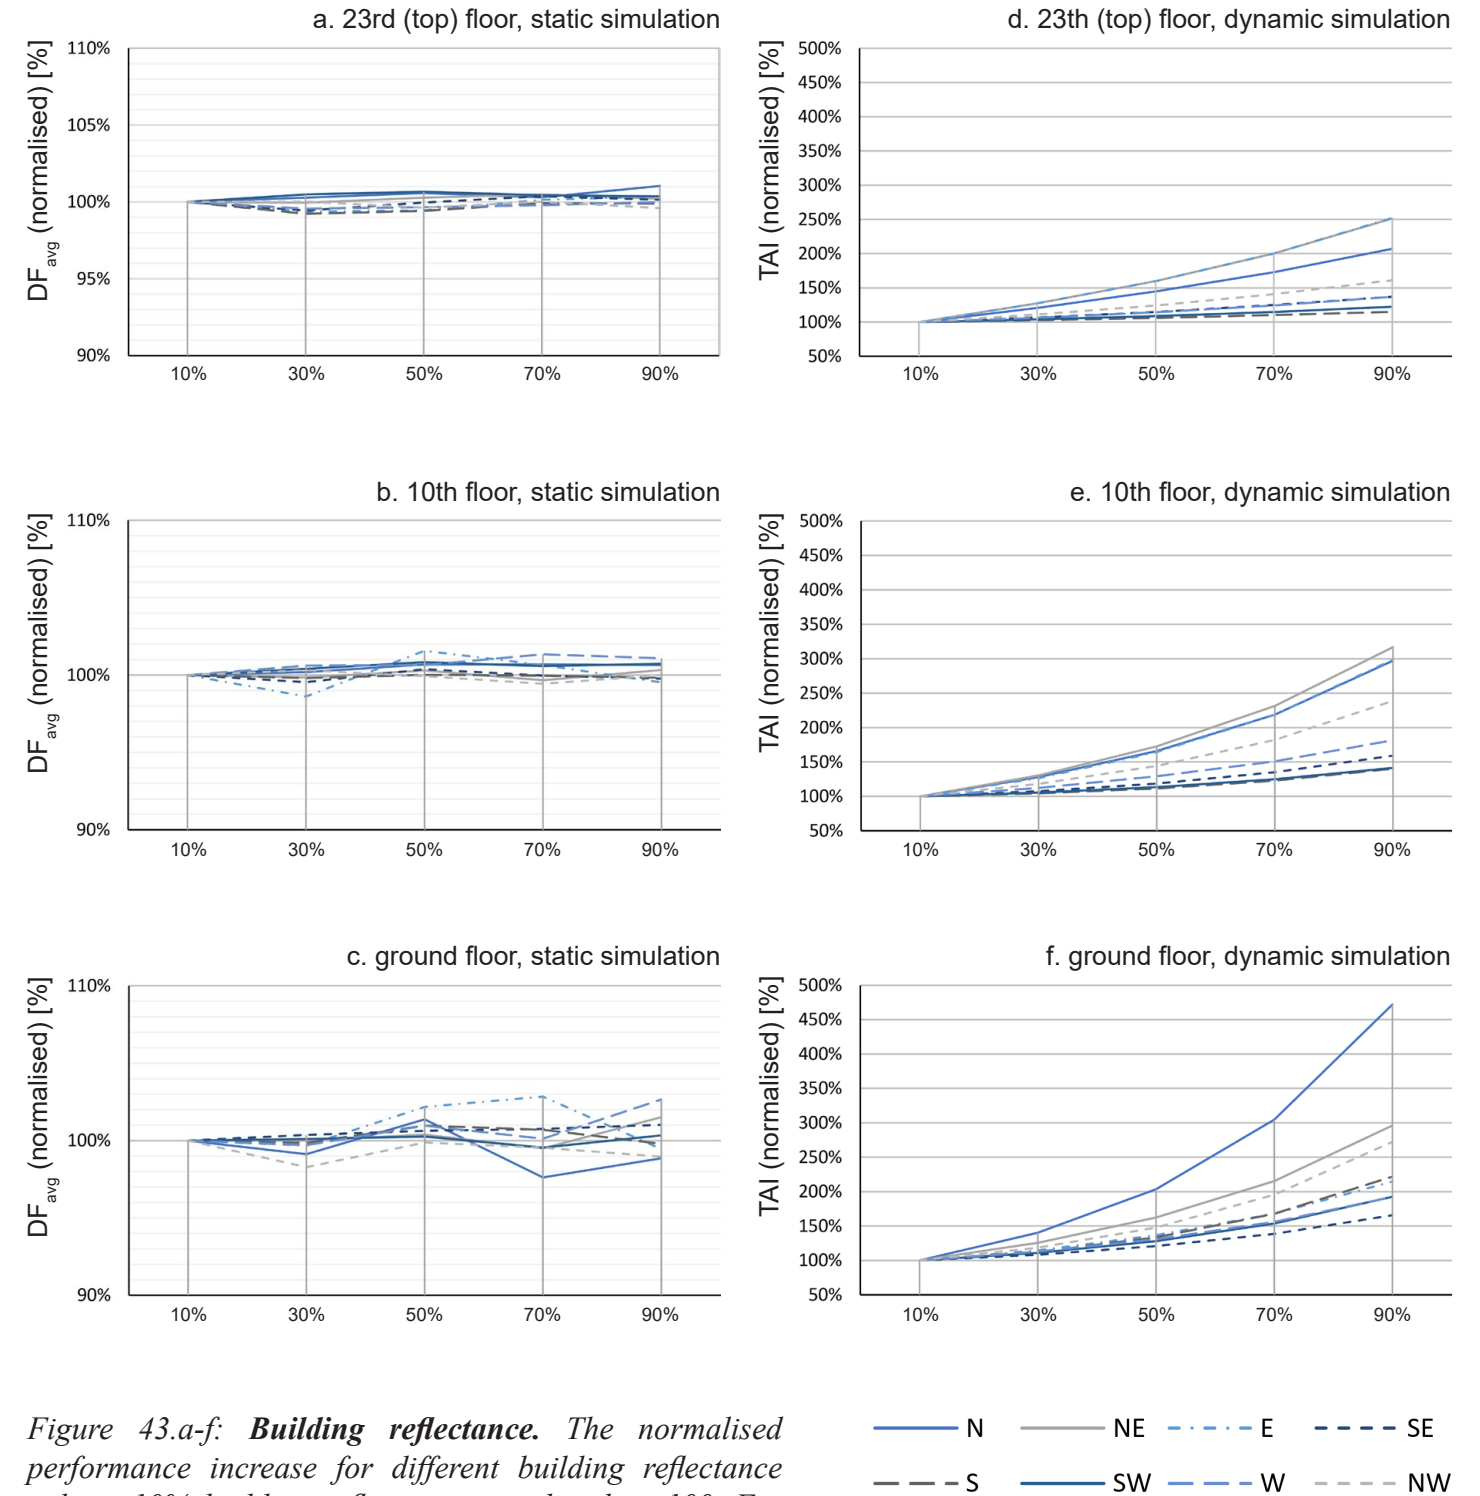 a. 23rd (top) floor, static simulation
DFavg (normalised) [%]
110%
105%
100%
95%
90%
10% 30% 50% 70% 90%
d. 23th (top) floor, dynamic simulation
TAI (normalised) [%]
500%
450%
400%
350%
300%
250%
200%
150%
100%
50%
10% 30% 50% 70% 90%
b. 10th floor, static simulation
DFavg (normalised) [%]
110%
100%
90%
10% 30% 50% 70% 90%
e. 10th floor, dynamic simulation
TAI (normalised) [%]
500%
450%
400%
350%
300%
250%
200%
150%
100%
50%
10% 30% 50% 70% 90%
c. ground floor, static simulation
DFavg (normalised) [%]
110%
100%
90%
10% 30% 50% 70% 90%
f. ground floor, dynamic simulation
TAI (normalised) [%]
500%
450%
400%
350%
300%
250%
200%
150%
100%
50%
10% 30% 50% 70% 90%
Figure 43.a-f: Building reflectance. The normalised
performance increase for different building reflectance
N NE E SE
S SW W NW